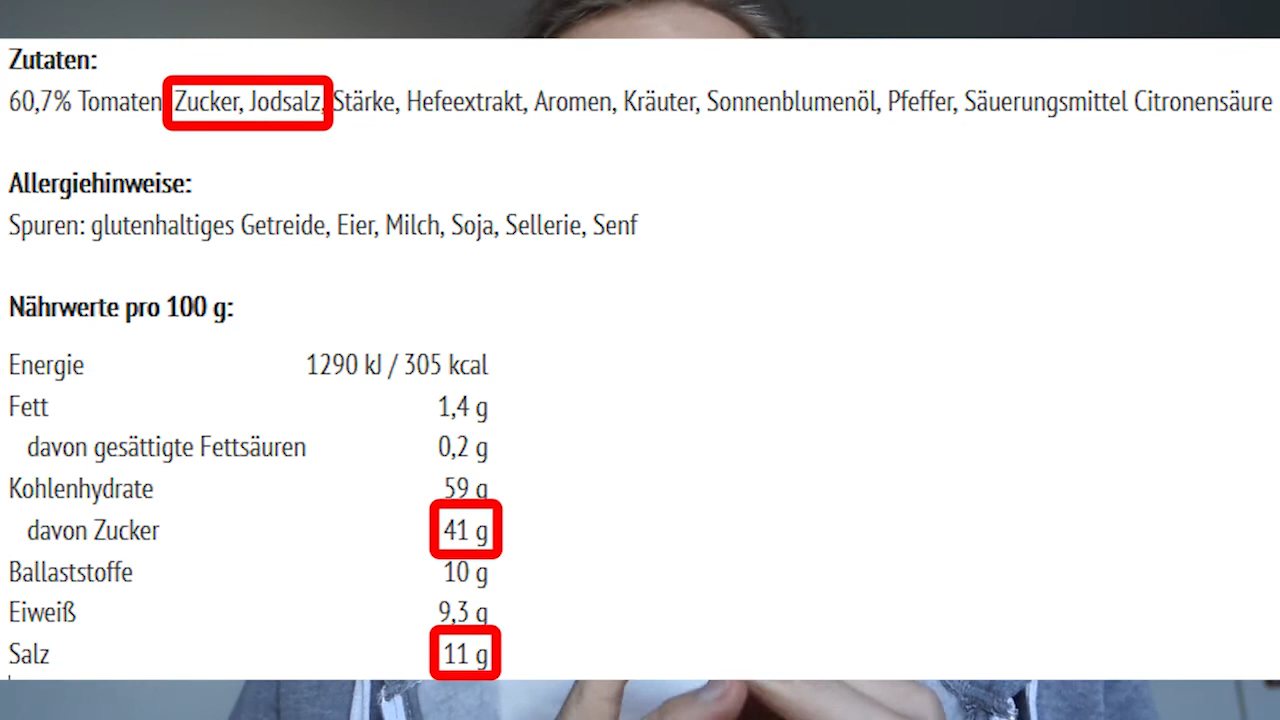 Zutaten:
60,7% Tomaten, Zucker, Jodsalz, Stärke, Hefeextrakt, Aromen, Kräuter, Sonnenblumenöl, Pfeffer, Säuerungsmittel Citronensäure
Allergiehinweise:
Spuren: glutenhaltiges Getreide, Eier, Milch, Soja, Sellerie, Senf
Nährwerte pro 100 g:
Energie 1290 kJ / 305 kcal
Fett 1,4 g
davon gesättigte Fettsäuren 0,2 g
Kohlenhydrate 59 g
davon Zucker 41 g
Ballaststoffe 10 g
Eiweiß 9,3 g
Salz 11 g